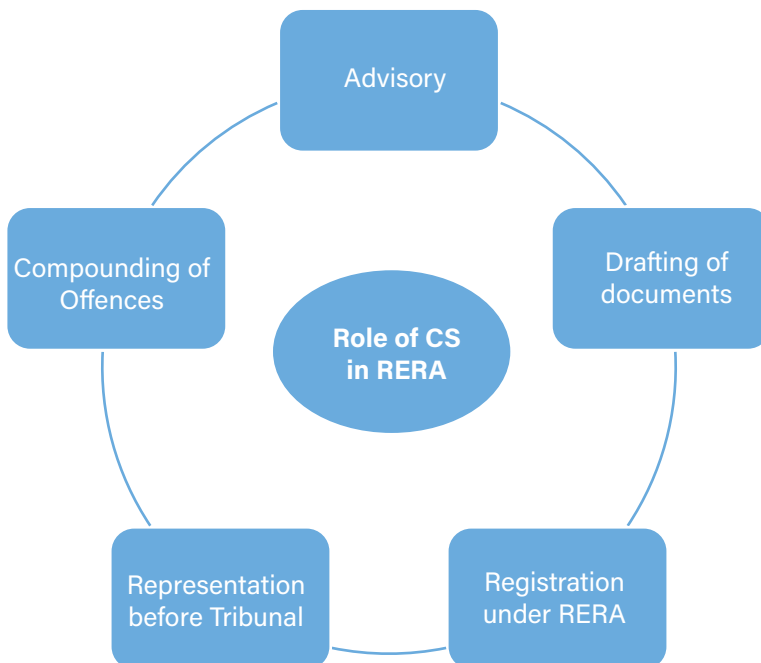 Advisory
Drafting of
documents
Registration
under RERA
Representation
before Tribunal
Compounding of
Offences
Role of CS
in RERA